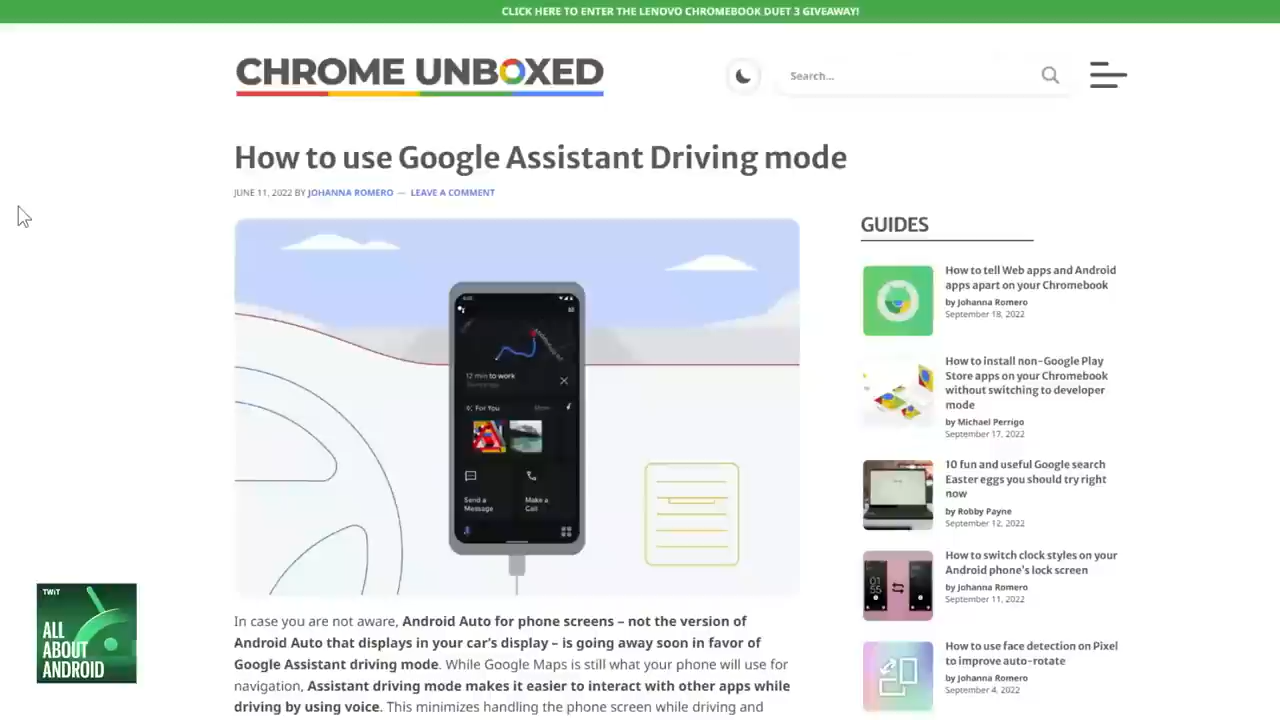 CLICK HERE TO ENTER THE LENOVO CHROMEBOOK DUET 3 GIVEAWAY!
CHROME UNBOXED
Search...
How to use Google Assistant Driving mode
JUNE 11, 2022 BY JOHANNA ROMERO — LEAVE A COMMENT
12 min to work
For You
Send a
Message
Make a
Call
In case you are not aware, Android Auto for phone screens – not the version of
Android Auto that displays in your car's display – is going away soon in favor of
Google Assistant driving mode. While Google Maps is still what your phone will use for
navigation, Assistant driving mode makes it easier to interact with other apps while
driving by using voice. This minimizes handling the phone screen while driving and
GUIDES
How to tell Web apps and Android
apps apart on your Chromebook
by Johanna Romero
September 18, 2022
How to install non-Google Play
Store apps on your Chromebook
without switching to developer
mode
by Michael Perrigo
September 17, 2022
10 fun and useful Google search
Easter eggs you should try right
now
by Robby Payne
September 12, 2022
How to switch clock styles on your
Android phone's lock screen
by Johanna Romero
September 11, 2022
How to use face detection on Pixel
to improve auto-rotate
by Johanna Romero
September 4, 2022
TWiT
ALL
ABOUT
ANDROID